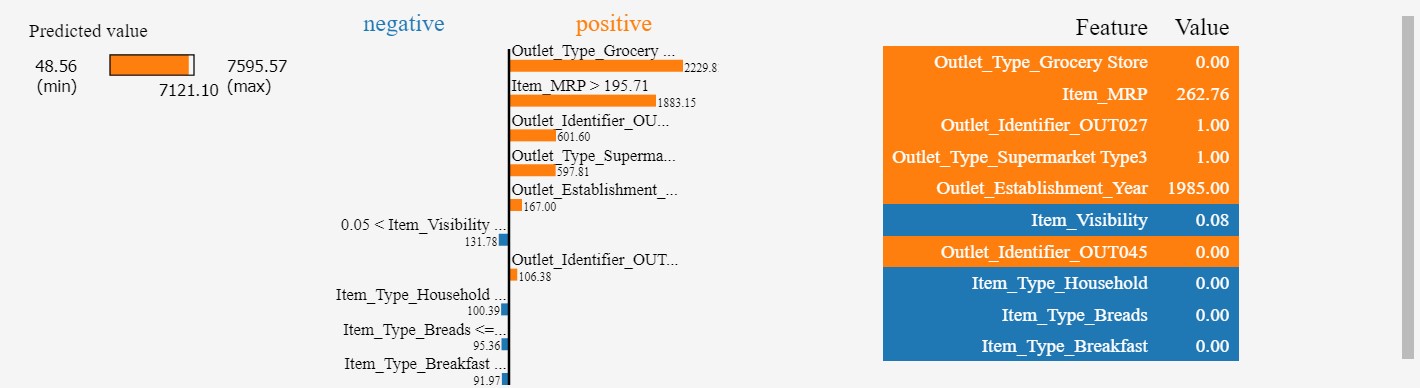 Predicted value
48.56
(min)
7595.57
(max)
7121.10
negative
positive
Outlet_Type_Grocery ...
2229.8
Item_MRP > 195.71
1883.15
Outlet_Identifier_OU...
601.60
Outlet_Type_Superma...
597.81
Outlet_Establishment_...
167.00
0.05 < Item_Visibility ...
131.78
Outlet_Identifier_OUT...
106.38
Item_Type_Household ...
100.39
Item_Type_Breads <=...
95.36
Item_Type_Breakfast ...
91.97
Feature Value
Outlet_Type_Grocery Store 0.00
Item_MRP 262.76
Outlet_Identifier_OUT027 1.00
Outlet_Type_Supermarket Type3 1.00
Outlet_Establishment_Year 1985.00
Item_Visibility 0.08
Outlet_Identifier_OUT045 0.00
Item_Type_Household 0.00
Item_Type_Breads 0.00
Item_Type_Breakfast 0.00